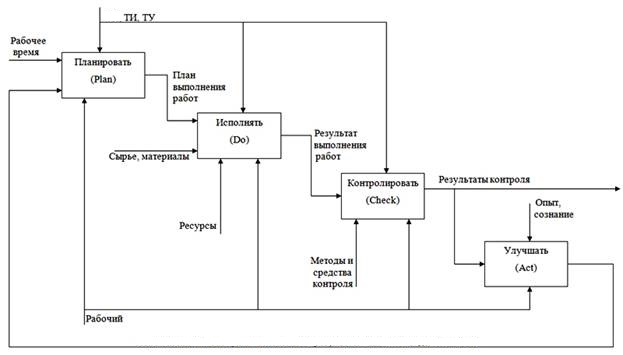 ТИ, ТУ
Рабочее
время
Планировать
(Plan)
План
выполнения
работ
Исполнять
(Do)
Сырье, материалы
Результат
выполнения
работ
Контролировать
(Check)
Результаты контроля
Ресурсы
Опыт,
сознание
Методы и
средства
контроля
Улучшать
(Act)
Рабочий